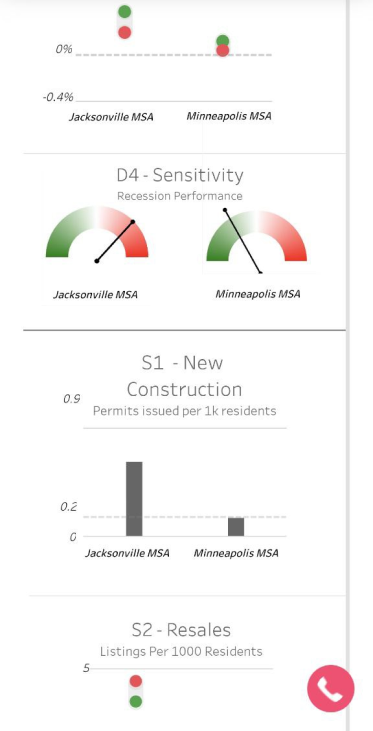 0%
-0.4%
Jacksonville MSA Minneapolis MSA
D4 - Sensitivity
Recession Performance
Jacksonville MSA Minneapolis MSA
S1 - New
Construction
0.9
Permits issued per 1k residents
0.2
0
Jacksonville MSA Minneapolis MSA
S2 - Resales
Listings Per 1000 Residents
5